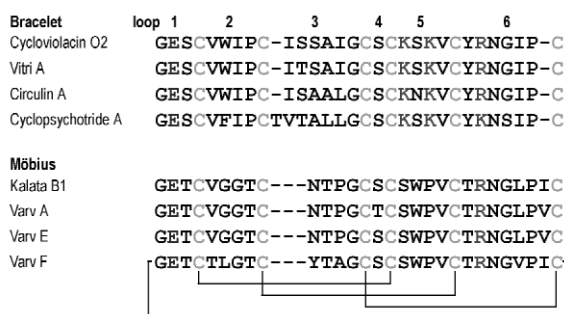 Bracelet loop 1 2 3 4 5 6
Cycloviolacin O2 GESCVWIPC-ISSAIGCSCKSKVCYRNGIP-C
Vitri A GESCVWIPC-ITSAIGCSCKSKVCYRNGIP-C
Circulin A GESCVWIPC-ISAALGCSCKNKVCYRNGIP-C
Cyclopsychotride A GESCVFIPCTVTALLGCSCKSKVCYKNSIP-C
Möbius
Kalata B1 GETCVGGTC---NTPGCSCSWPVCTRNGLPIC
Varv A GETCVGGTC---NTPGCTCSWPVCTRNGLPVC
Varv E GETCVGGTC---NTPGCSCSWPVCTRNGLPVC
Varv F GETCTLGTC---YTAGCSCSWPVCTRNGVPIC